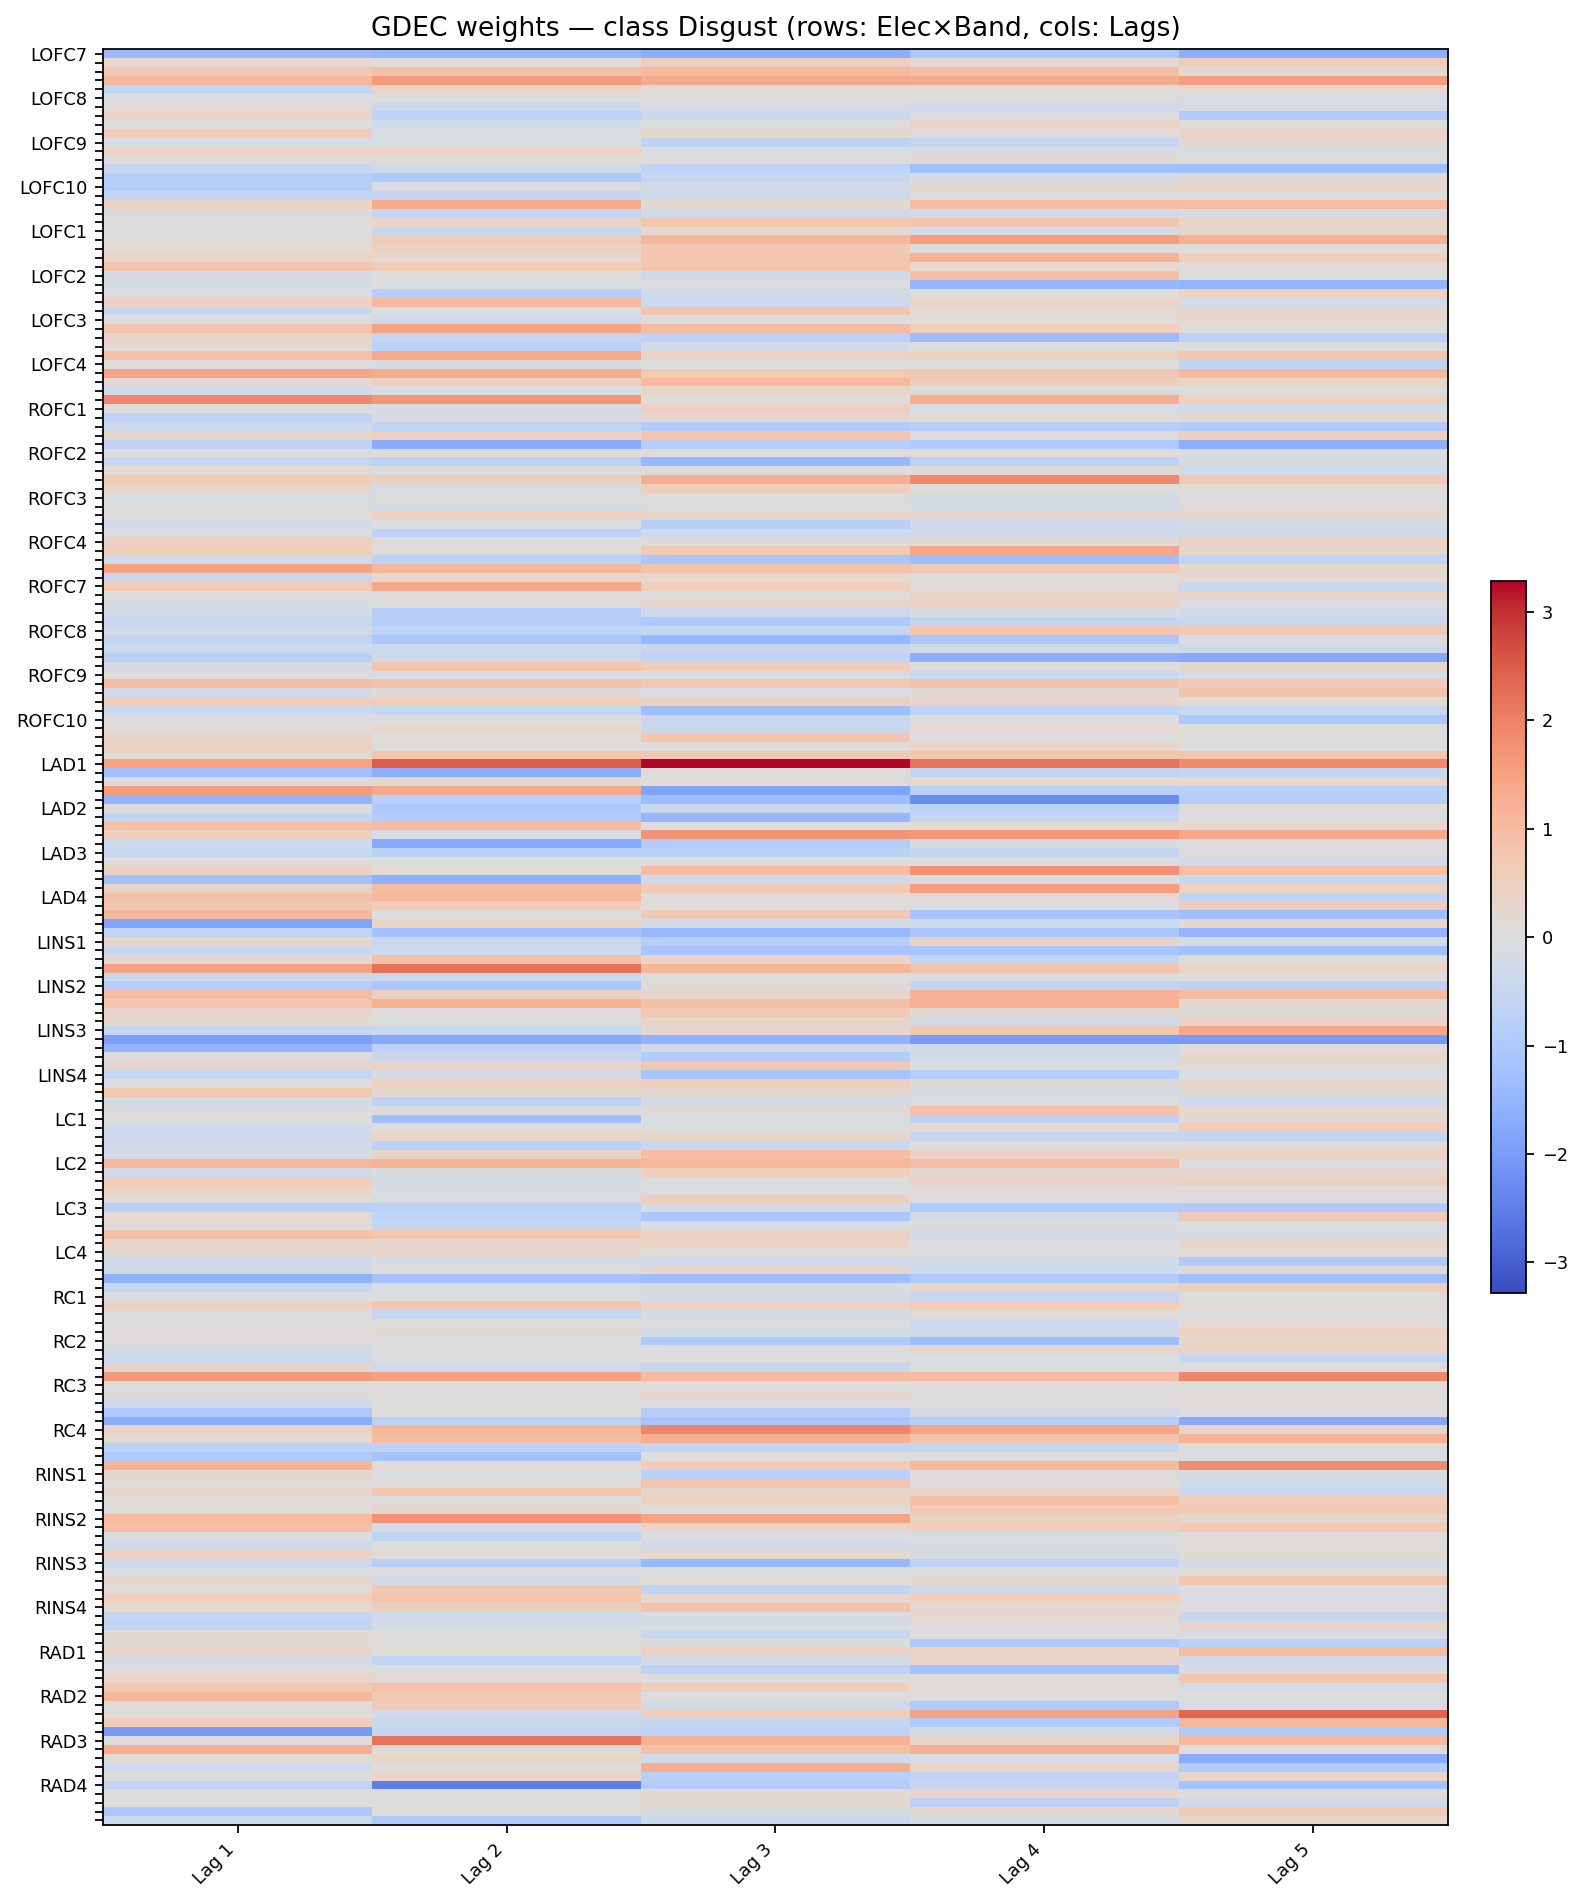 GDEC weights — class Disgust (rows: Elec×Band, cols: Lags)
LOFC7
LOFC8
LOFC9
LOFC10
LOFC1
LOFC2
LOFC3
LOFC4
ROFC1
ROFC2
ROFC3
ROFC4
ROFC7
ROFC8
ROFC9
ROFC10
LAD1
LAD2
LAD3
LAD4
LINS1
LINS2
LINS3
LINS4
LC1
LC2
LC3
LC4
RC1
RC2
RC3
RC4
RINS1
RINS2
RINS3
RINS4
RAD1
RAD2
RAD3
RAD4
Lag 1
Lag 2
Lag 3
Lag 4
Lag 5
3
2
1
0
−1
−2
−3